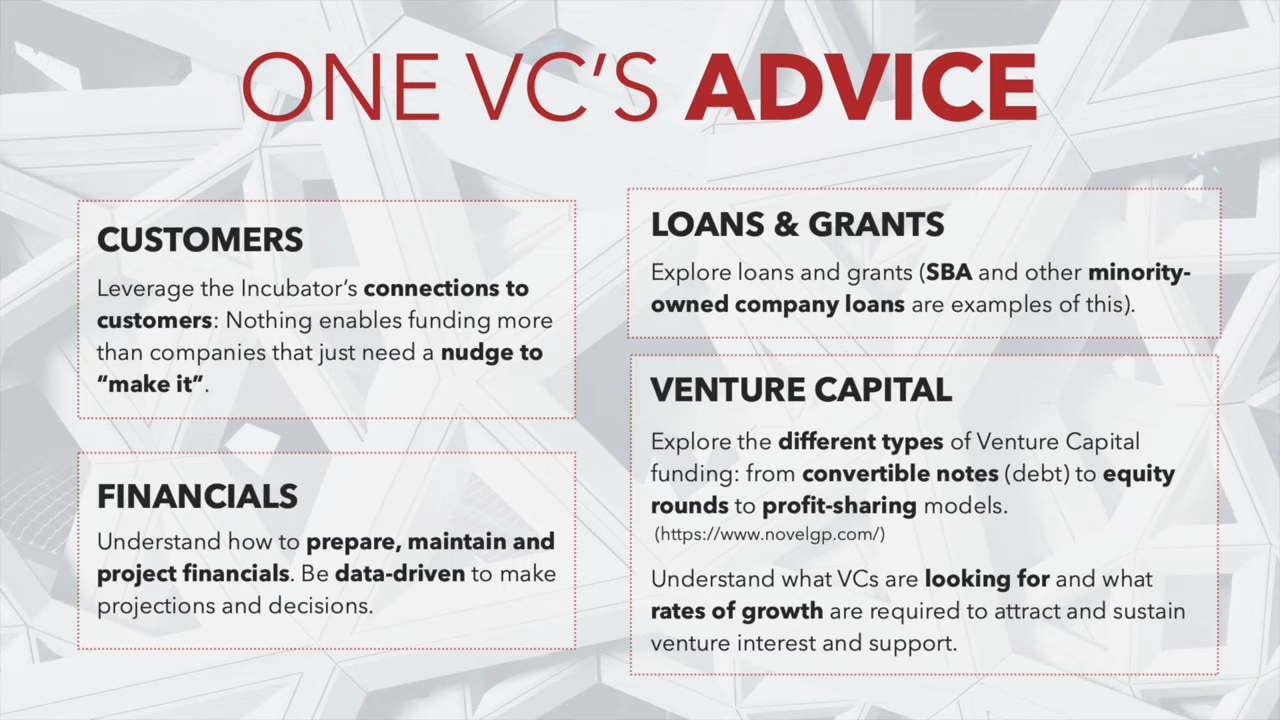 ONE VC’S ADVICE
CUSTOMERS
Leverage the Incubator’s connections to
customers: Nothing enables funding more
than companies that just need a nudge to
“make it”.
FINANCIALS
Understand how to prepare, maintain and
project financials. Be data-driven to make
projections and decisions.
LOANS & GRANTS
Explore loans and grants (SBA and other minority-
owned company loans are examples of this).
VENTURE CAPITAL
Explore the different types of Venture Capital
funding: from convertible notes (debt) to equity
rounds to profit-sharing models.
(https://www.novelgp.com/)
Understand what VCs are looking for and what
rates of growth are required to attract and sustain
venture interest and support.